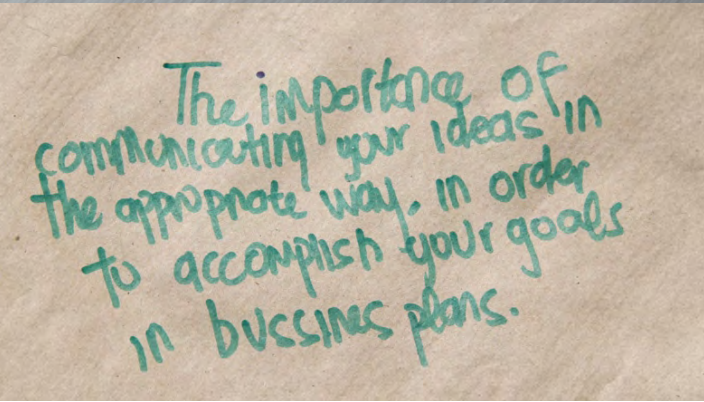 The importance of
communicating your ideas in
the appropriate way, in order
to accomplish your goals
in bussines plans.